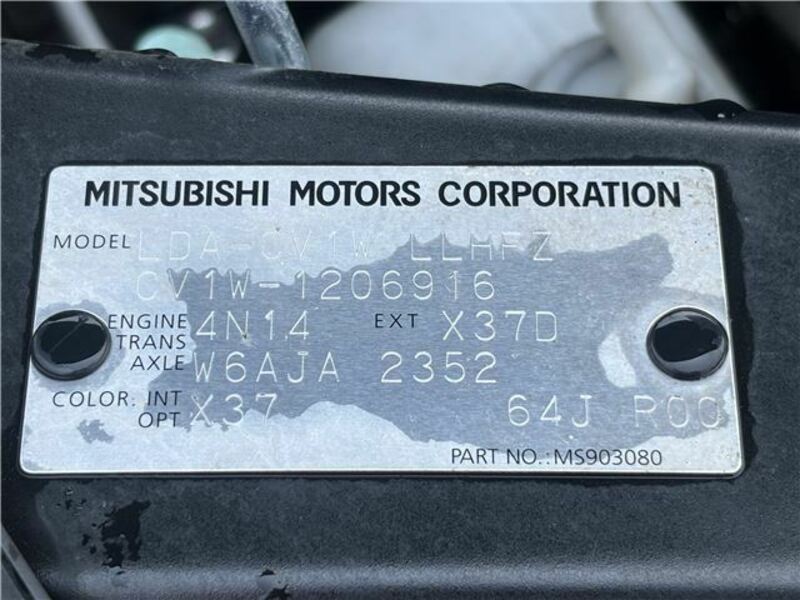 MITSUBISHI MOTORS CORPORATION
MODEL LDA-CV1W LLHFZ
CV1W-1206916
ENGINE 4N14 EXT X37D
TRANS
AXLE W6AJA 2352
COLOR: INT X37 64J R00
OPT
PART NO.:MS903080